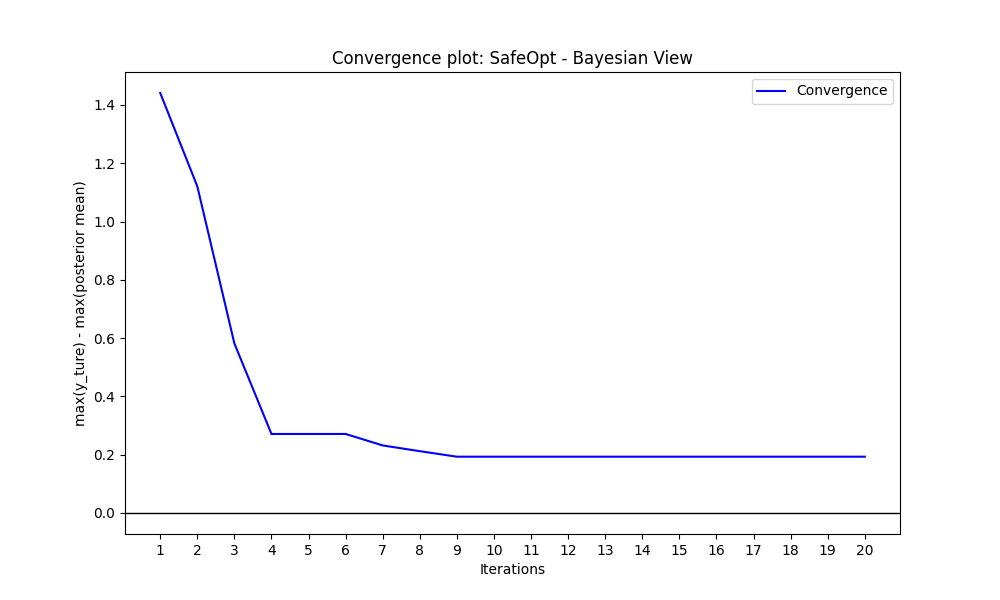 Convergence plot: SafeOpt - Bayesian View
Convergence
max(y_ture) - max(posterior mean)
1.4
1.2
1.0
0.8
0.6
0.4
0.2
0.0
1 2 3 4 5 6 7 8 9 10 11 12 13 14 15 16 17 18 19 20
Iterations